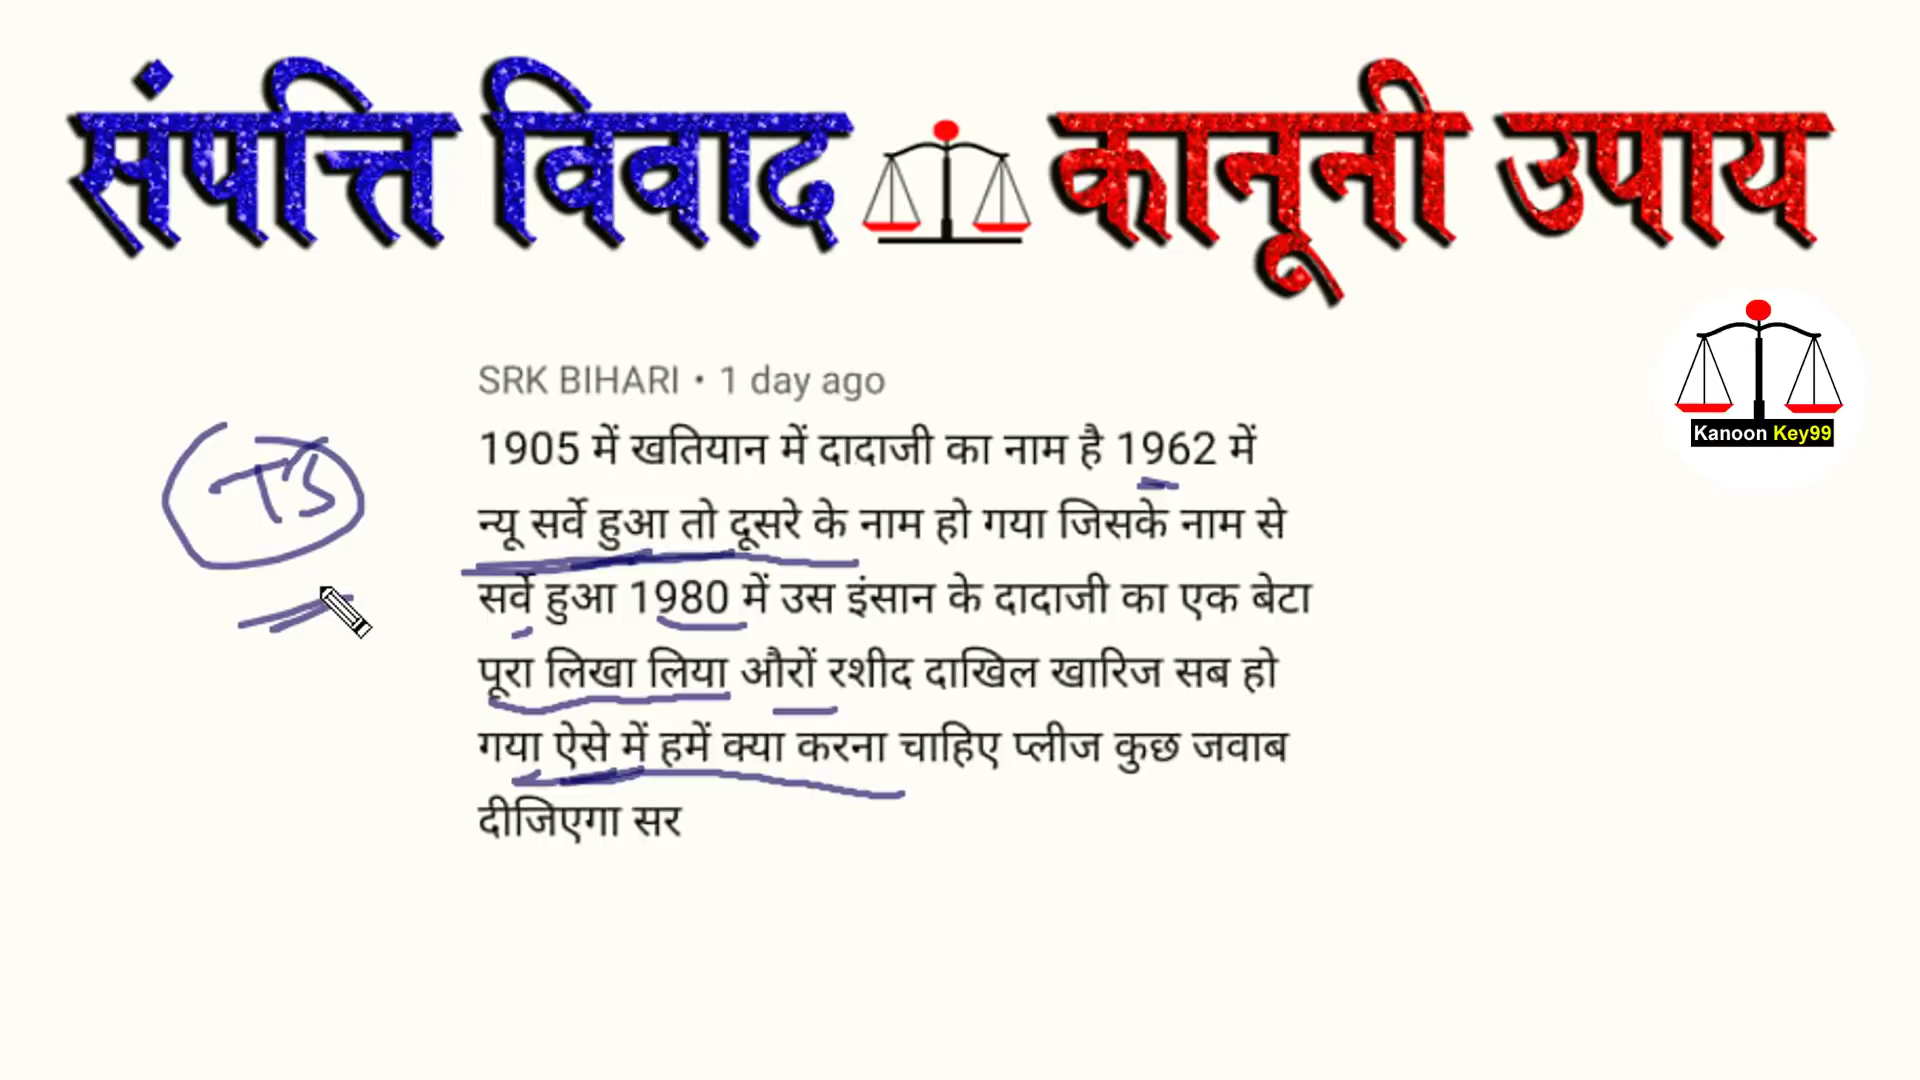 संपत्ति विवाद कानूनी उपाय
Kanoon Key99
SRK BIHARI • 1 day ago
1905 में खतियान में दादाजी का नाम है 1962 में
न्यू सर्वे हुआ तो दूसरे के नाम हो गया जिसके नाम से
सर्वे हुआ 1980 में उस इंसान के दादाजी का एक बेटा
पूरा लिखा लिया औरों रशीद दाखिल खारिज सब हो
गया ऐसे में हमें क्या करना चाहिए प्लीज कुछ जवाब
दीजिएगा सर
TS